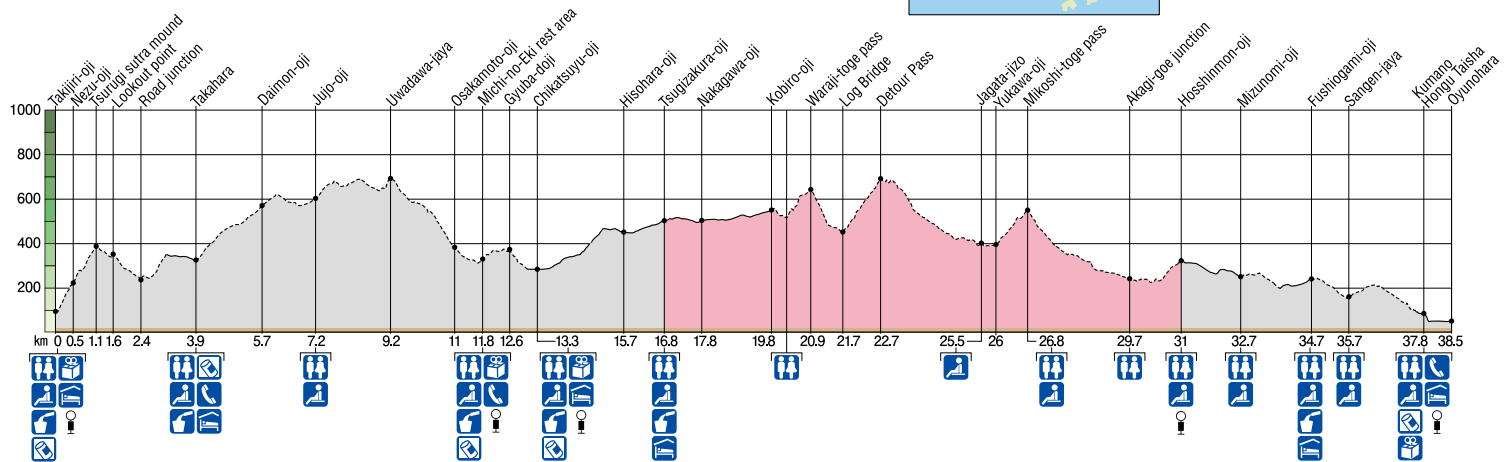 Takijiri-oji
Nezu-oji
Tsurugi sutra mound
Lookout point
Road junction
Takahara
Daimon-oji
Jujo-oji
Uwadawa-jaya
Osakamoto-oji
Michi-no-Eki rest area
Gyuba-doji
Chikatsuyu-oji
Hisohara-oji
Tsugizakura-oji
Nakagawa-oji
Kobiro-oji
Waraji-toge pass
Log Bridge
Detour Pass
Jagata-jizo
Yukawa-oji
Mikoshi-toge pass
Akagi-goe junction
Hosshinmon-oji
Mizunomi-oji
Fushiogami-oji
Sangen-jaya
Kumano
Hongu Taisha
Oyunohara
1000
800
600
400
200
km 0 0.5 1.1 1.6 2.4 3.9 5.7 7.2 9.2 11 11.8 12.6 13.3 15.7 16.8 17.8 19.8 20.9 21.7 22.7 25.5 26 26.8 29.7 31 32.7 34.7 35.7 37.8 38.5